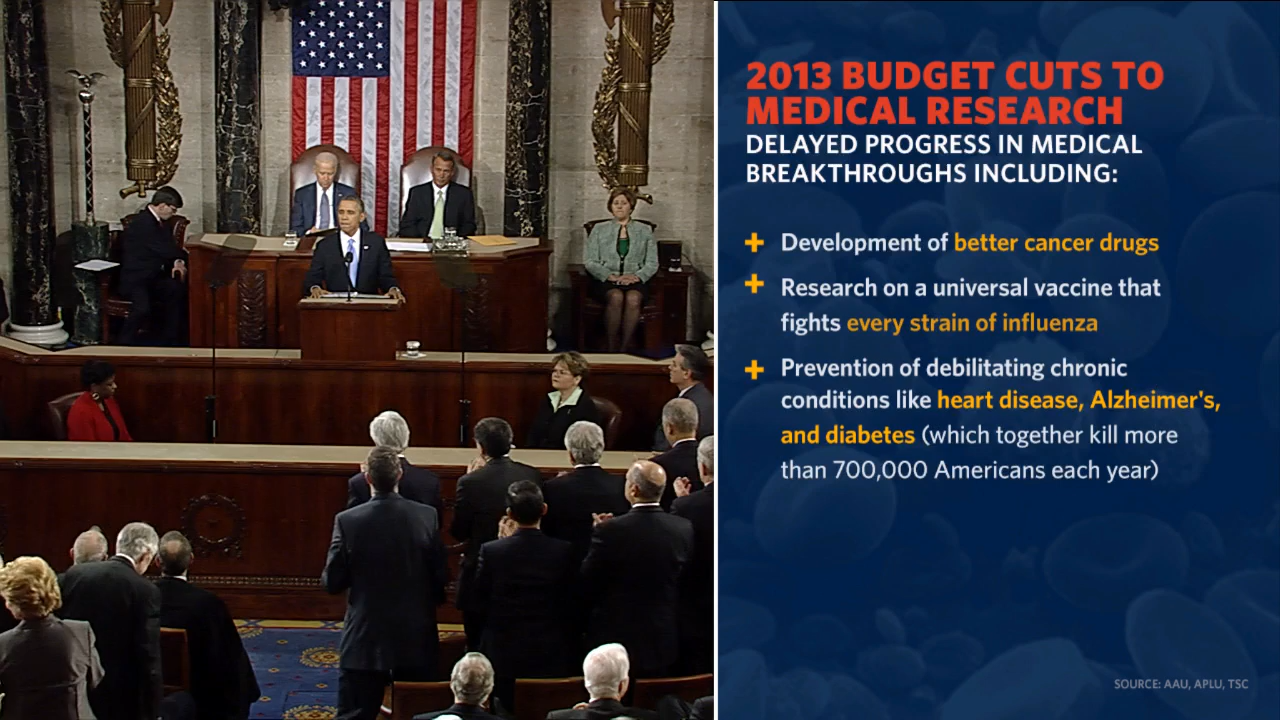 2013 BUDGET CUTS TO
MEDICAL RESEARCH
DELAYED PROGRESS IN MEDICAL
BREAKTHROUGHS INCLUDING:
Development of better cancer drugs
Research on a universal vaccine that
fights every strain of influenza
Prevention of debilitating chronic
conditions like heart disease, Alzheimer's,
and diabetes (which together kill more
than 700,000 Americans each year)
SOURCE: AAU, APLU, TSC